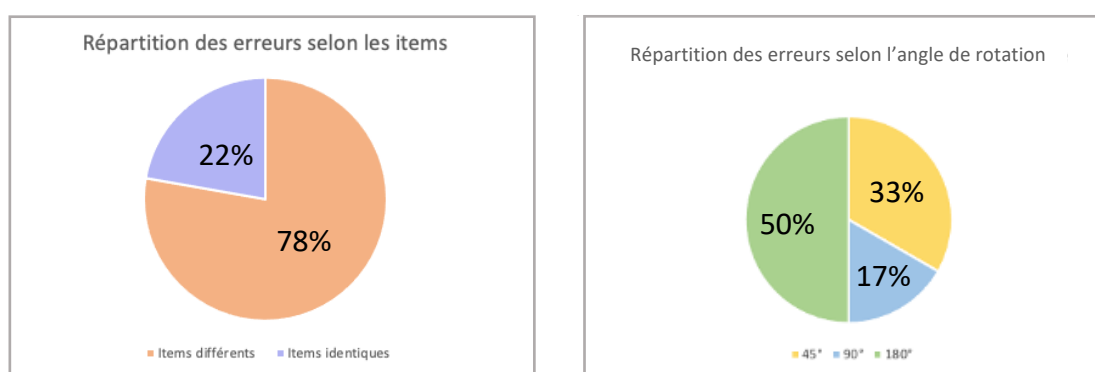 Répartition des erreurs selon les items
22%
78%
Items différents Items identiques
Répartition des erreurs selon l’angle de rotation
33%
50%
17%
45° 90° 180°